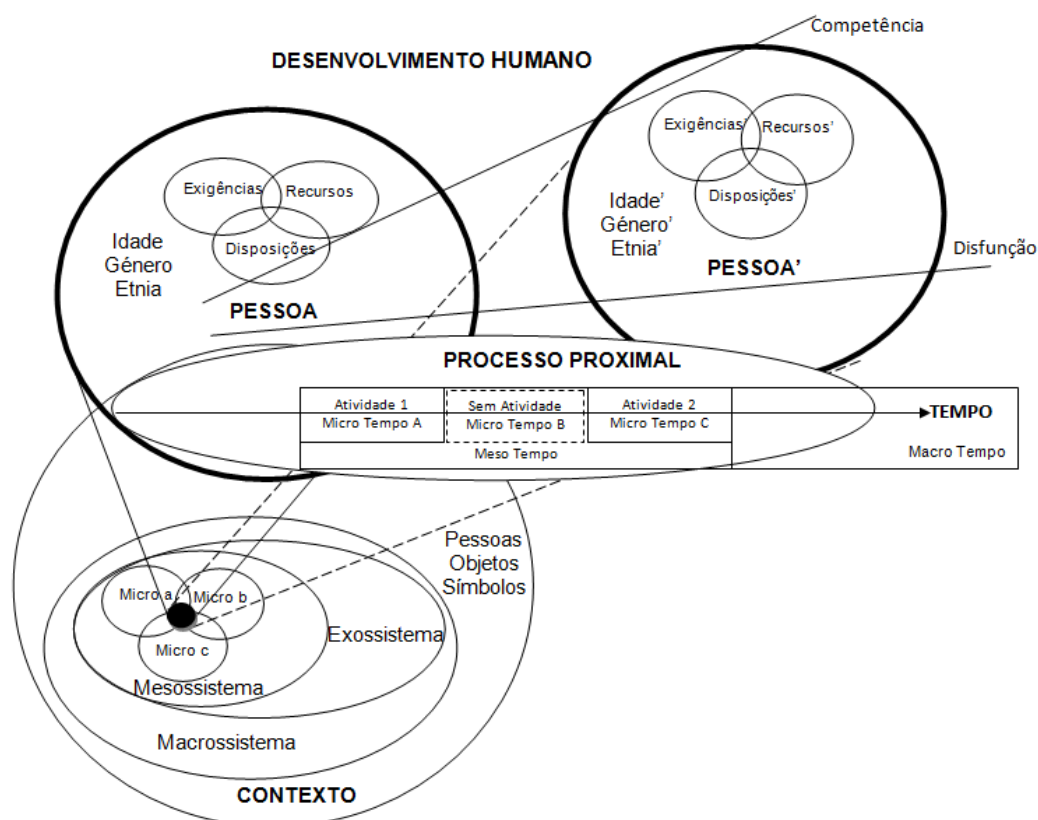 Competência
DESENVOLVIMENTO HUMANO
Exigências
Recursos
Disposições
Idade
Género
Etnia
PESSOA
Exigências'
Recursos'
Disposições'
Idade'
Género'
Etnia'
PESSOA'
Disfunção
PROCESSO PROXIMAL
Atividade 1
Micro Tempo A
Sem Atividade
Micro Tempo B
Atividade 2
Micro Tempo C
TEMPO
Meso Tempo
Macro Tempo
Pessoas
Objetos
Símbolos
Micro a
Micro b
Micro c
Exossistema
Mesossistema
Macrossistema
CONTEXTO